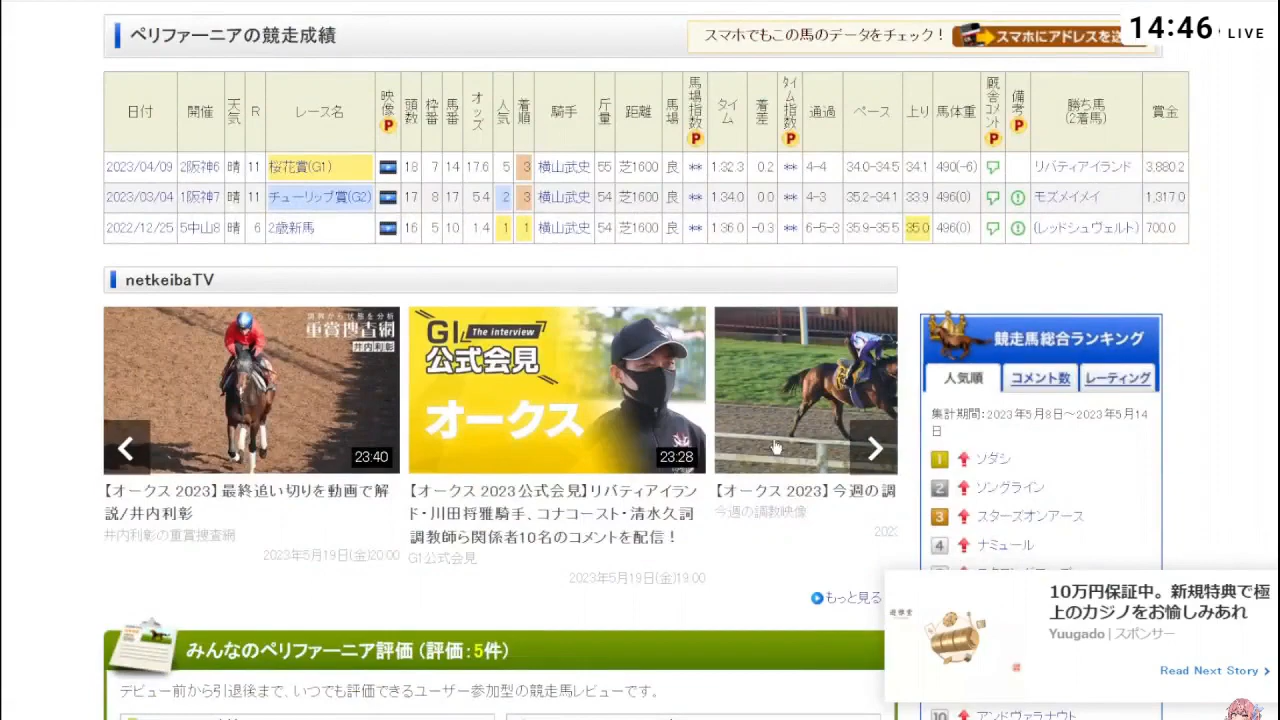 ペリファーニアの競走成績
スマホでもこの馬のデータをチェック！
スマホにアドレスを送
14:46 LIVE
日付 開催 天気 R レース名 映像 頭数 枠番 馬番 オッズ 人気 着順 騎手 斤量 距離 馬場 馬場指数 タイム 着差 タイム指数 通過 ペース 上り 馬体重 厩舎コメント 備考 勝ち馬(2着馬) 賞金
2023/04/09 2阪神6 晴 11 桜花賞(G1) 18 7 14 17.6 5 3 横山武史 55 芝1600 良 ** 1:32.3 0.2 ** 4-4 34.0-34.5 34.1 490(-6) リバティアイランド 3,880.2
2023/03/04 1阪神7 晴 11 チューリップ賞(G2) 17 8 17 5.4 2 3 横山武史 54 芝1600 良 ** 1:34.0 0.0 ** 4-3 35.2-34.1 33.9 496(0) モズメイメイ 1,317.0
2022/12/25 5中山8 晴 6 2歳新馬 16 5 10 1.4 1 1 横山武史 54 芝1600 良 ** 1:36.0 -0.3 ** 6-5-3 35.9-35.5 35.0 496(0) (レッドシュヴェルト) 700.0
netkeibaTV
調教から状態を分析
重賞捜査網
井内利彰
23:40
GI The interview
公式会見
オークス
23:28
【オークス 2023】最終追い切りを動画で解
説/井内利彰
井内利彰の重賞捜査網
2023年5月19日(金)20:00
【オークス 2023公式会見】リバティアイラン
ド・川田将雅騎手、コナコースト・清水久詞
調教師ら関係者10名のコメントを配信！
G1公式会見
2023年5月19日(金)19:00
【オークス 2023】今週の調
今週の調教映像
202
もっと見る
競走馬総合ランキング
人気順 コメント数 レーティング
集計期間:2023年5月8日～2023年5月14
日
1 ソダシ
2 ソングライン
3 スターズオンアース
4 ナミュール
10 アンドヴァラナウト
みんなのペリファーニア評価 (評価:5件)
デビュー前から引退後まで、いつでも評価できるユーザー参加型の競走馬レビューです。
遊雅堂
10万円保証中。新規特典で極
上のカジノをお愉しみあれ
Yuugado | スポンサー
Read Next Story